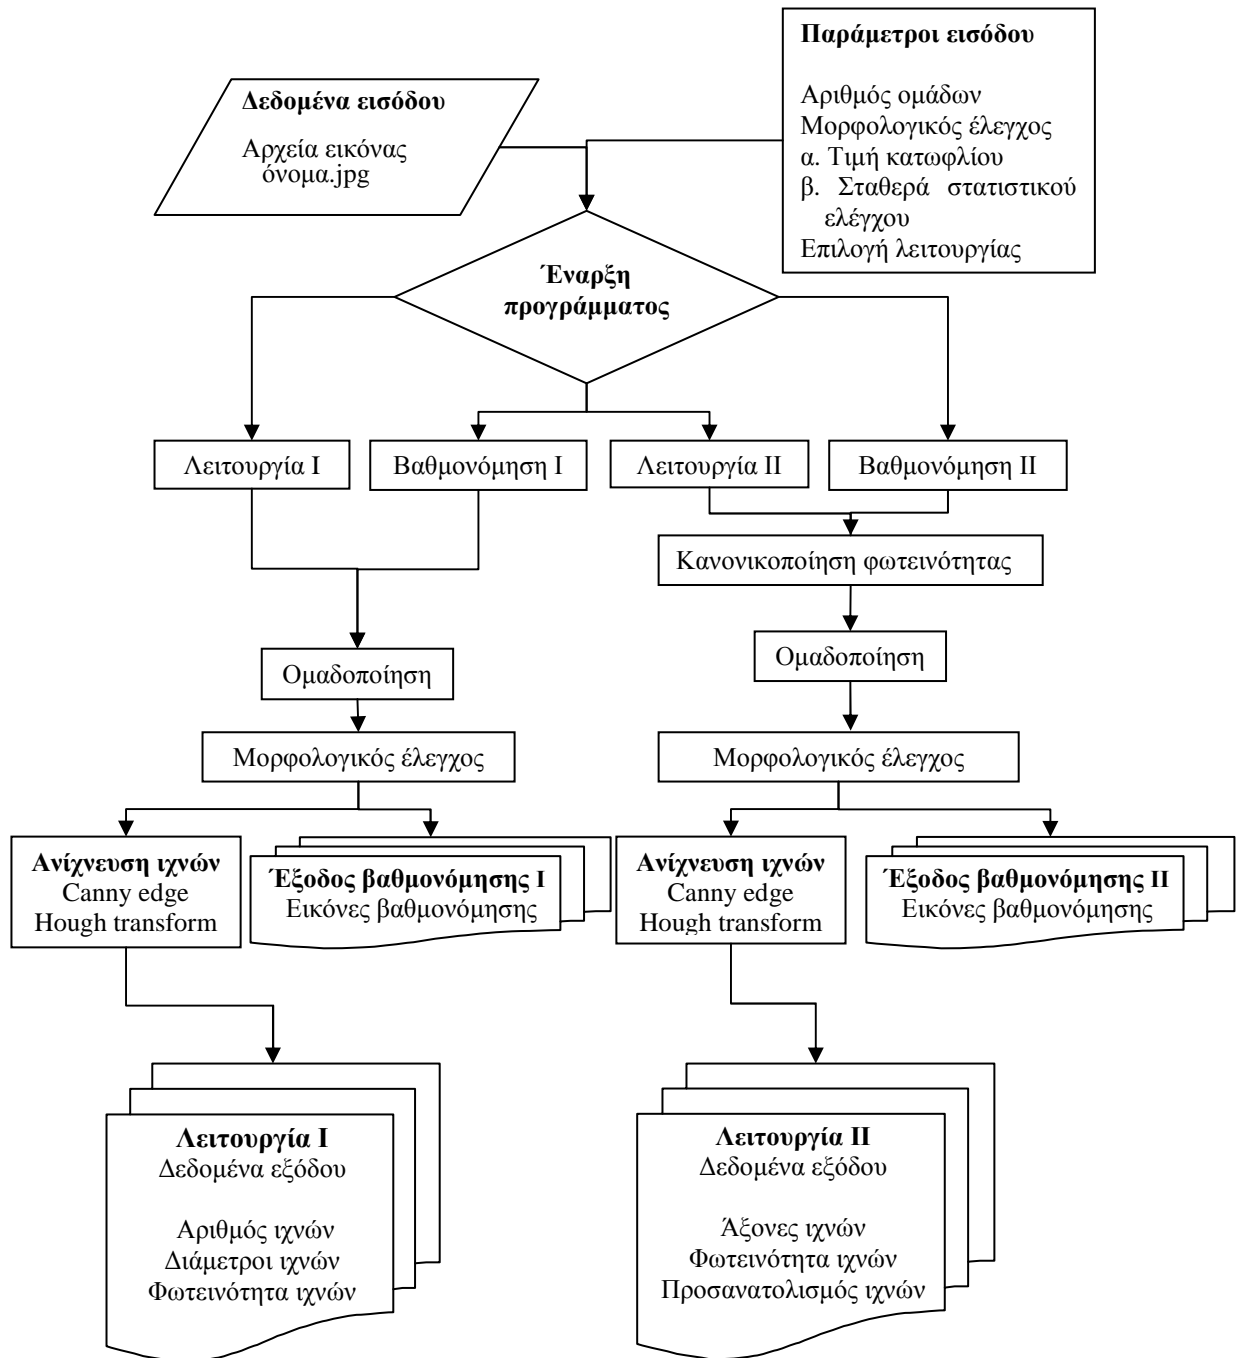 Παράμετροι εισόδου
Αριθμός ομάδων
Μορφολογικός έλεγχος
α. Τιμή κατωφλίου
β. Σταθερά στατιστικού
ελέγχου
Επιλογή λειτουργίας
Δεδομένα εισόδου
Αρχεία εικόνας
όνομα.jpg
Έναρξη
προγράμματος
Λειτουργία I
Βαθμονόμηση I
Λειτουργία II
Βαθμονόμηση II
Κανονικοποίηση φωτεινότητας
Ομαδοποίηση
Ομαδοποίηση
Μορφολογικός έλεγχος
Μορφολογικός έλεγχος
Ανίχνευση ιχνών
Canny edge
Hough transform
Έξοδος βαθμονόμησης I
Εικόνες βαθμονόμησης
Ανίχνευση ιχνών
Canny edge
Hough transform
Έξοδος βαθμονόμησης II
Εικόνες βαθμονόμησης
Λειτουργία I
Δεδομένα εξόδου
Αριθμός ιχνών
Διάμετροι ιχνών
Φωτεινότητα ιχνών
Λειτουργία II
Δεδομένα εξόδου
Άξονες ιχνών
Φωτεινότητα ιχνών
Προσανατολισμός ιχνών